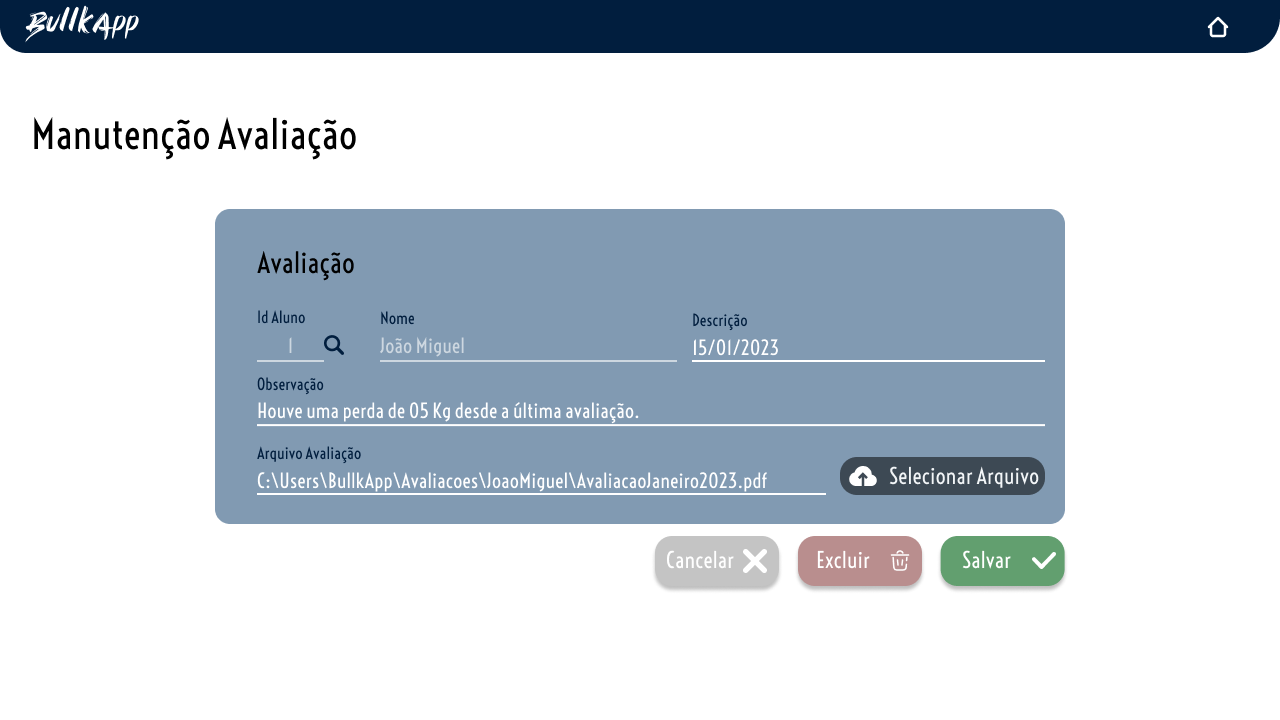 BullkApp
Manutenção Avaliação
Avaliação
Id Aluno Nome Descrição
1 João Miguel 15/01/2023
Observação
Houve uma perda de 05 Kg desde a última avaliação.
Arquivo Avaliação
C:\Users\BullkApp\Avaliacoes\JoaoMiguel\AvaliacaoJaneiro2023.pdf Selecionar Arquivo
Cancelar Excluir Salvar